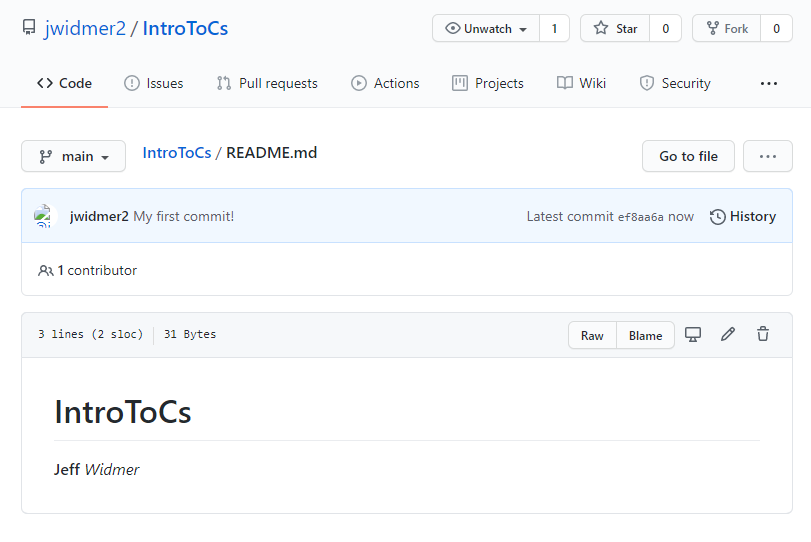 jwidmer2 / IntroToCs Unwatch 1 Star 0 Fork 0
Code Issues Pull requests Actions Projects Wiki Security ...
main IntroToCs / README.md Go to file ...
jwidmer2 My first commit! Latest commit ef8aa6a now History
1 contributor
3 lines (2 sloc) 31 Bytes Raw Blame
IntroToCs
Jeff Widmer